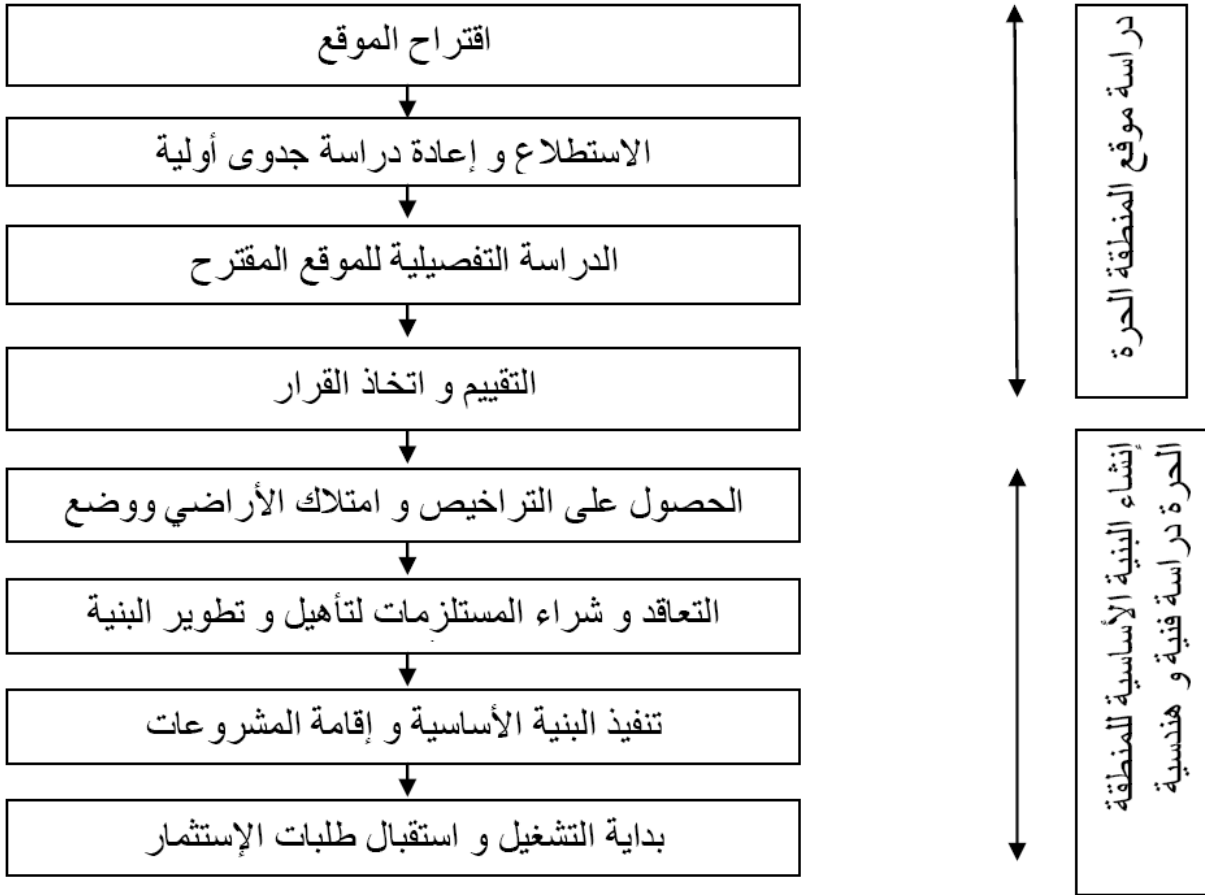 اقتراح الموقع
الاستطلاع و إعادة دراسة جدوى أولية
الدراسة التفصيلية للموقع المقترح
التقييم و اتخاذ القرار
الحصول على التراخيص و امتلاك الأراضي ووضع
التعاقد و شراء المستلزمات لتأهيل و تطوير البنية
تنفيذ البنية الأساسية و إقامة المشروعات
بداية التشغيل و استقبال طلبات الإستثمار
دراسة موقع المنطقة الحرة
إنشاء البنية الأساسية للمنطقة
الحرة دراسة فنية و هندسية